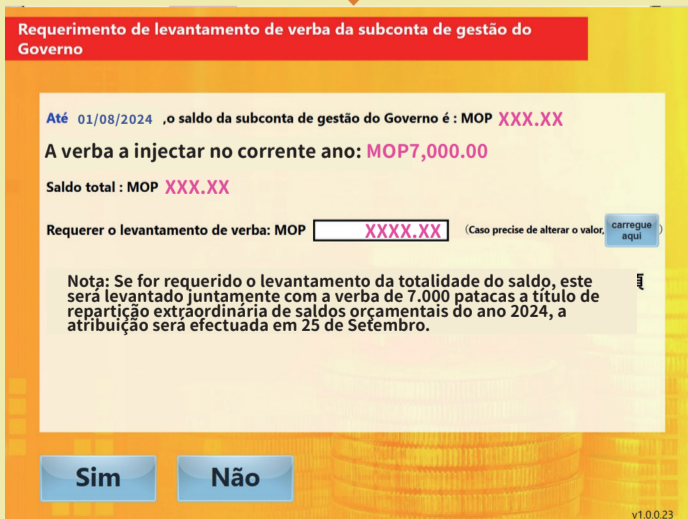 Requerimento de levantamento de verba da subconta de gestão do
Governo
Até 01/08/2024 ,o saldo da subconta de gestão do Governo é : MOP XXX.XX
A verba a injectar no corrente ano: MOP7,000.00
Saldo total : MOP XXX.XX
Requerer o levantamento de verba: MOP XXXX.XX (Caso precise de alterar o valor, carregue
aqui )
Nota: Se for requerido o levantamento da totalidade do saldo, este
será levantado juntamente com a verba de 7.000 patacas a título de
repartição extraordinária de saldos orçamentais do ano 2024, a
atribuição será efectuada em 25 de Setembro.
Sim Não
v1.0.0.23